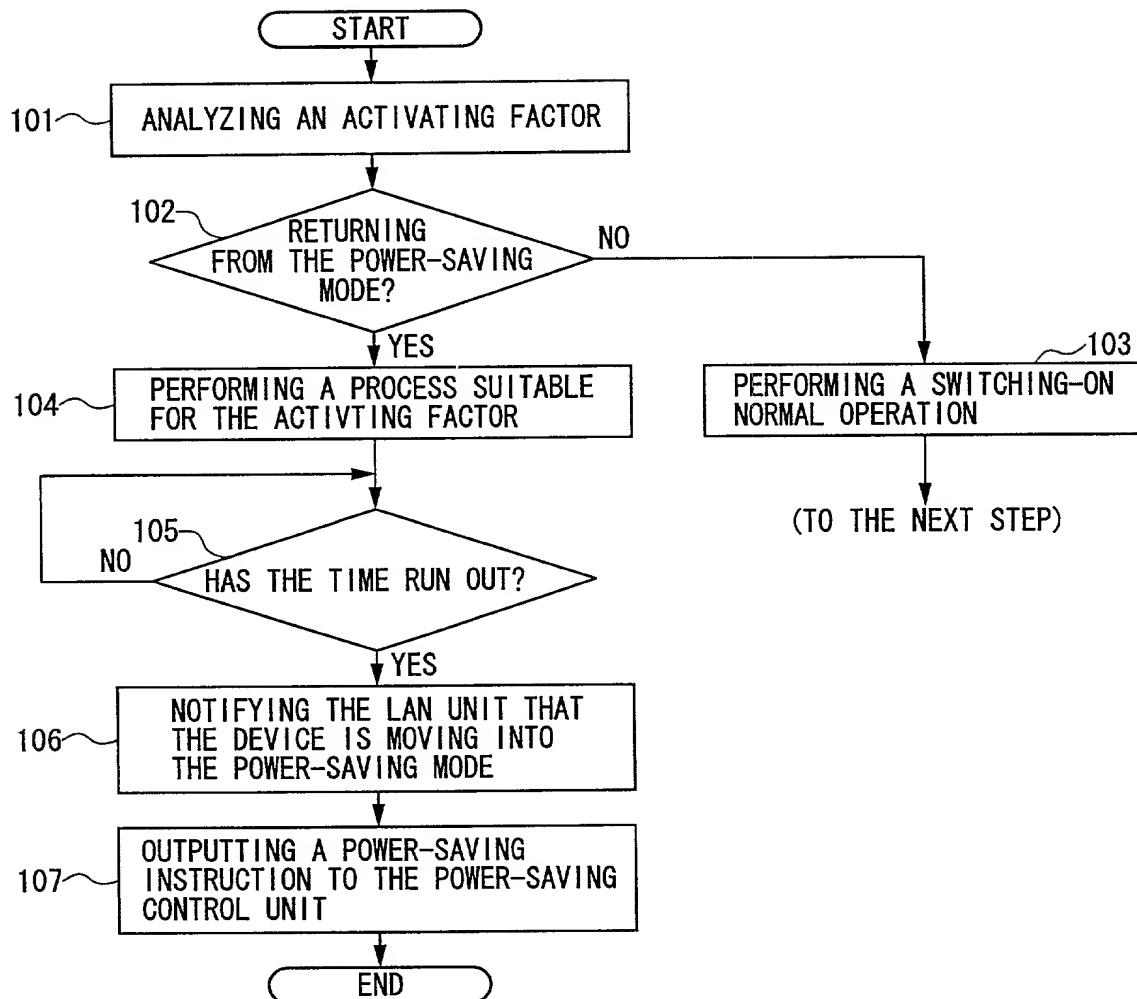 START
101
ANALYZING AN ACTIVATING FACTOR
102
RETURNING
FROM THE POWER-SAVING
MODE?
NO
YES
103
PERFORMING A SWITCHING-ON
NORMAL OPERATION
104
PERFORMING A PROCESS SUITABLE
FOR THE ACTIVTING FACTOR
(TO THE NEXT STEP)
105
NO
HAS THE TIME RUN OUT?
YES
106
NOTIFYING THE LAN UNIT THAT
THE DEVICE IS MOVING INTO
THE POWER-SAVING MODE
107
OUTPUTTING A POWER-SAVING
INSTRUCTION TO THE POWER-SAVING
CONTROL UNIT
END